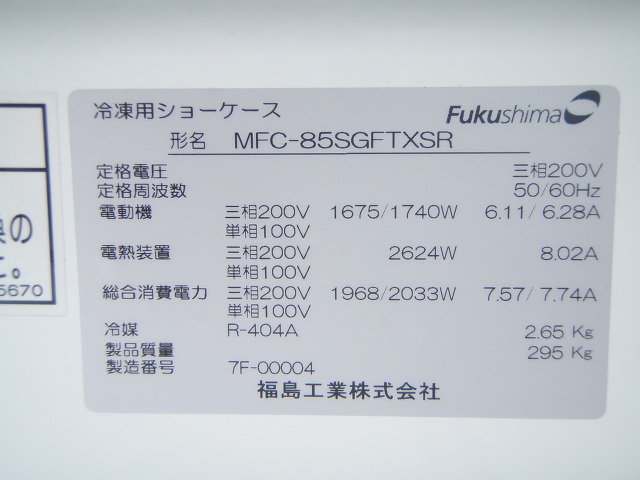 冷凍用ショーケース
Fukushima
形名 MFC-85SGFTXSR
定格電圧 三相200V
定格周波数 50/60Hz
電動機 三相200V 1675/1740W 6.11/ 6.28A
単相100V
電熱装置 三相200V 2624W 8.02A
単相100V
総合消費電力 三相200V 1968/2033W 7.57/ 7.74A
単相100V
冷媒 R-404A 2.65 Kg
製品質量 295 Kg
製造番号 7F-00004
福島工業株式会社
の
。
5670